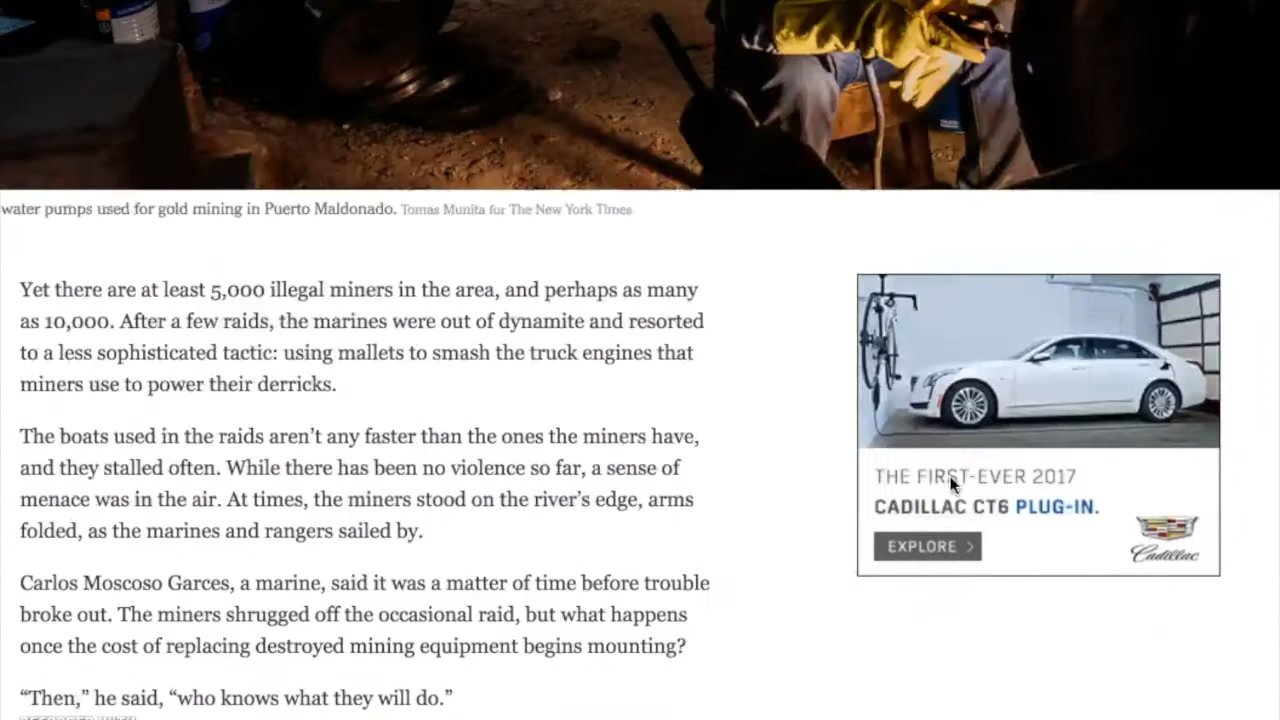 water pumps used for gold mining in Puerto Maldonado. Tomas Munita for The New York Times
Yet there are at least 5,000 illegal miners in the area, and perhaps as many
as 10,000. After a few raids, the marines were out of dynamite and resorted
to a less sophisticated tactic: using mallets to smash the truck engines that
miners use to power their derricks.
The boats used in the raids aren’t any faster than the ones the miners have,
and they stalled often. While there has been no violence so far, a sense of
menace was in the air. At times, the miners stood on the river’s edge, arms
folded, as the marines and rangers sailed by.
Carlos Moscoso Garces, a marine, said it was a matter of time before trouble
broke out. The miners shrugged off the occasional raid, but what happens
once the cost of replacing destroyed mining equipment begins mounting?
“Then,” he said, “who knows what they will do.”
THE FIRST-EVER 2017
CADILLAC CT6 PLUG-IN.
EXPLORE >
Cadillac